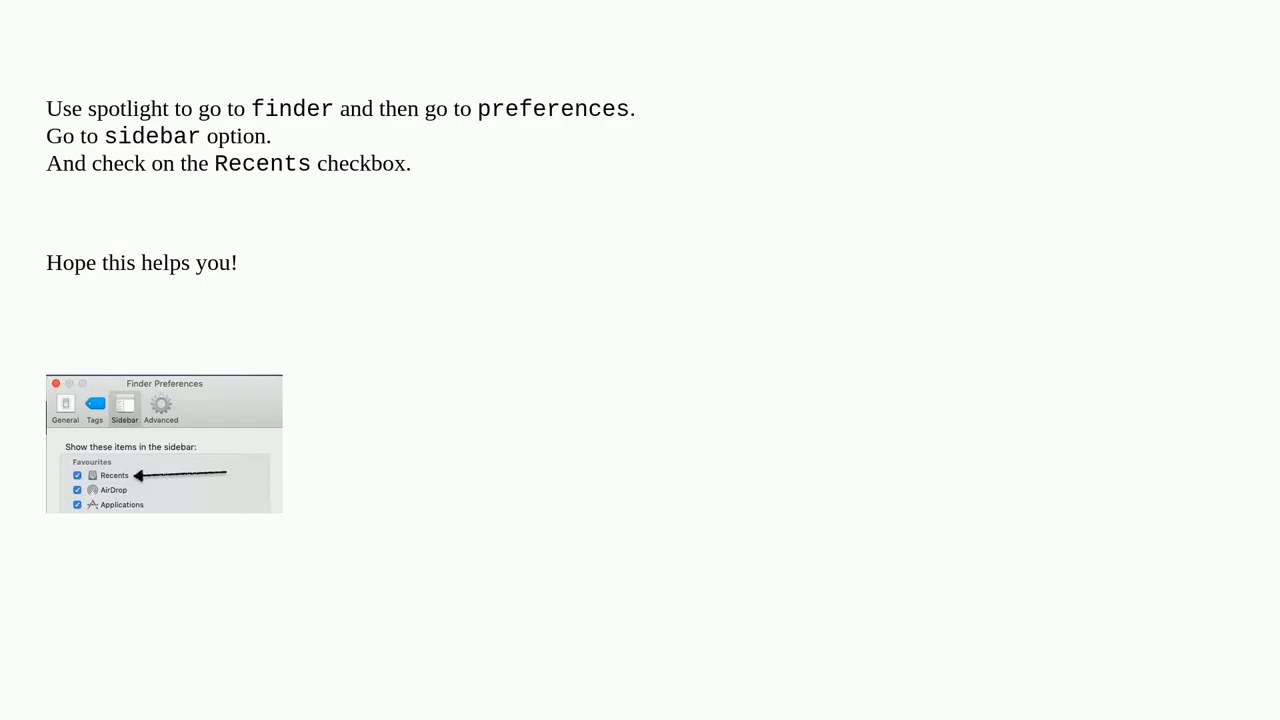 Use spotlight to go to finder and then go to preferences.
Go to sidebar option.
And check on the Recents checkbox.
Hope this helps you!
Finder Preferences
General Tags Sidebar Advanced
Show these items in the sidebar:
Favourites
Recents
AirDrop
Applications